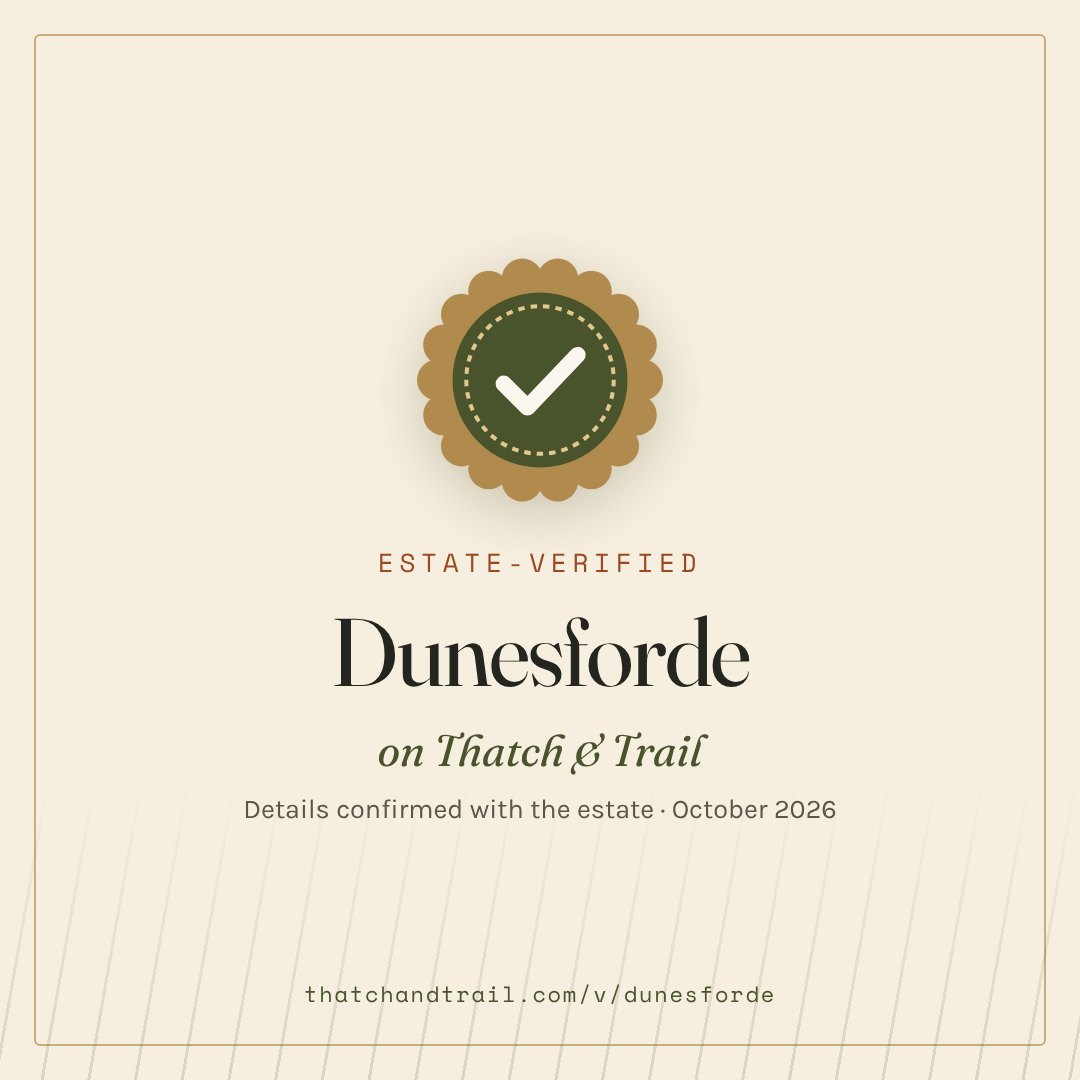 ESTATE-VERIFIED
Dunesforde
on Thatch & Trail
Details confirmed with the estate · October 2026
thatchandtrail.com/v/dunesforde